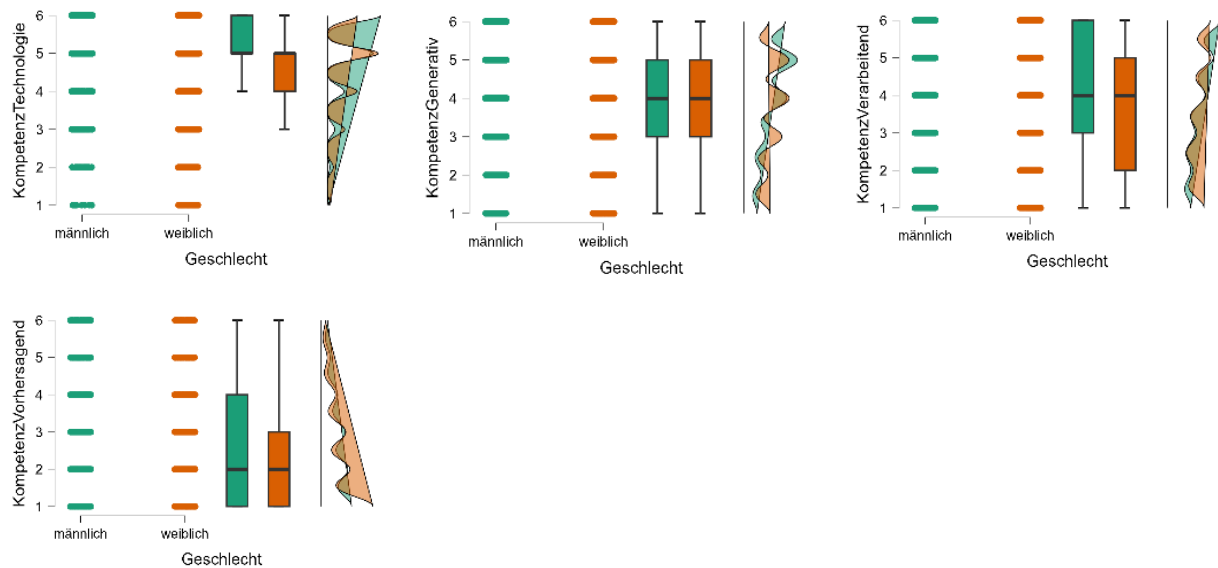 KompetenzTechnologie
6
5
4
3
2
1
männlich
weiblich
Geschlecht
KompetenzGenerativ
6
5
4
3
2
1
männlich
weiblich
Geschlecht
KompetenzVerarbeitend
6
5
4
3
2
1
männlich
weiblich
Geschlecht
KompetenzVorhersagend
6
5
4
3
2
1
männlich
weiblich
Geschlecht